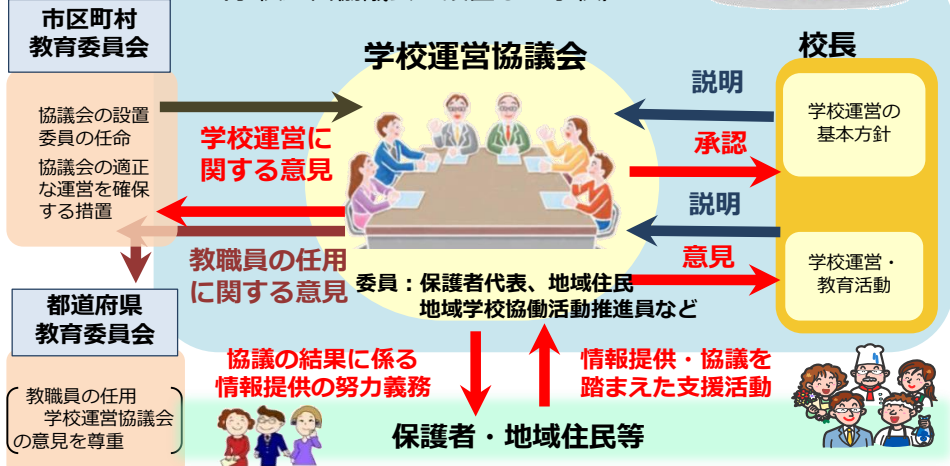 市区町村
教育委員会
協議会の設置
委員の任命
協議会の適正
な運営を確保
する措置
学校運営協議会
校長
説明
学校運営の
基本方針
承認
学校運営に
関する意見
説明
意見
学校運営・
教育活動
教職員の任用
に関する意見
委員:保護者代表、地域住民
地域学校協働活動推進員など
都道府県
教育委員会
教職員の任用
学校運営協議会
の意見を尊重
協議の結果に係る
情報提供の努力義務
情報提供・協議を
踏まえた支援活動
保護者・地域住民等